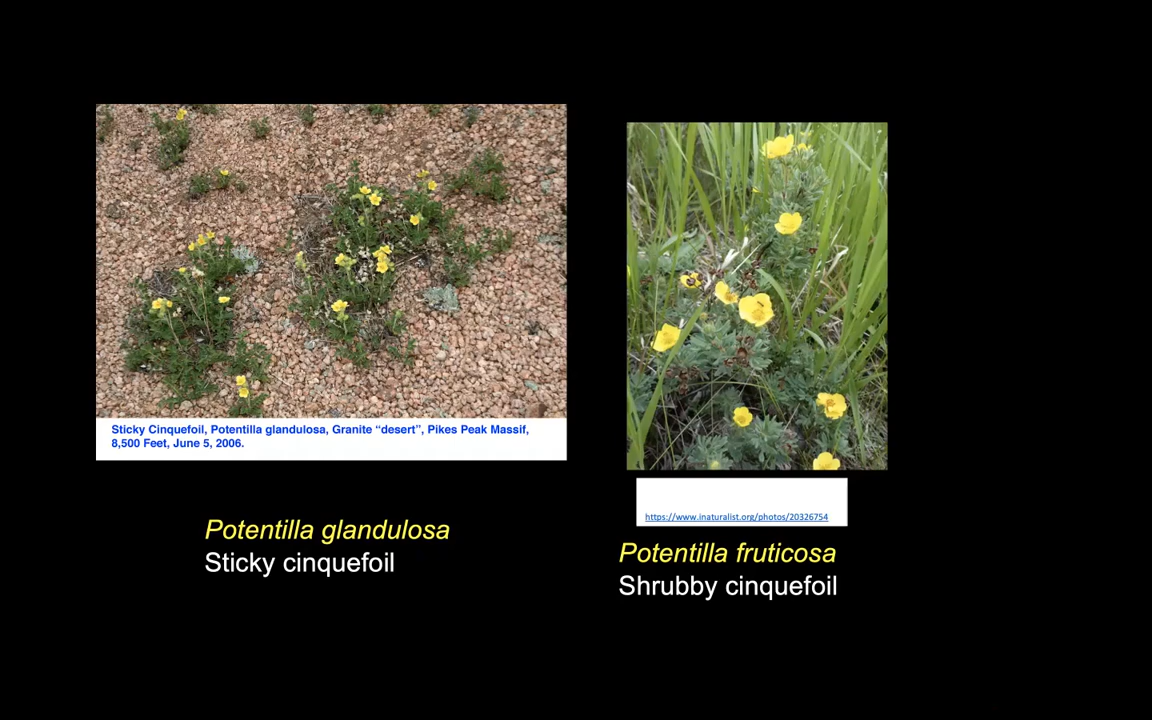 Sticky Cinquefoil, Potentilla glandulosa, Granite “desert”, Pikes Peak Massif,
8,500 Feet, June 5, 2006.
Potentilla glandulosa
Sticky cinquefoil
https://www.inaturalist.org/photos/20326754
Potentilla fruticosa
Shrubby cinquefoil